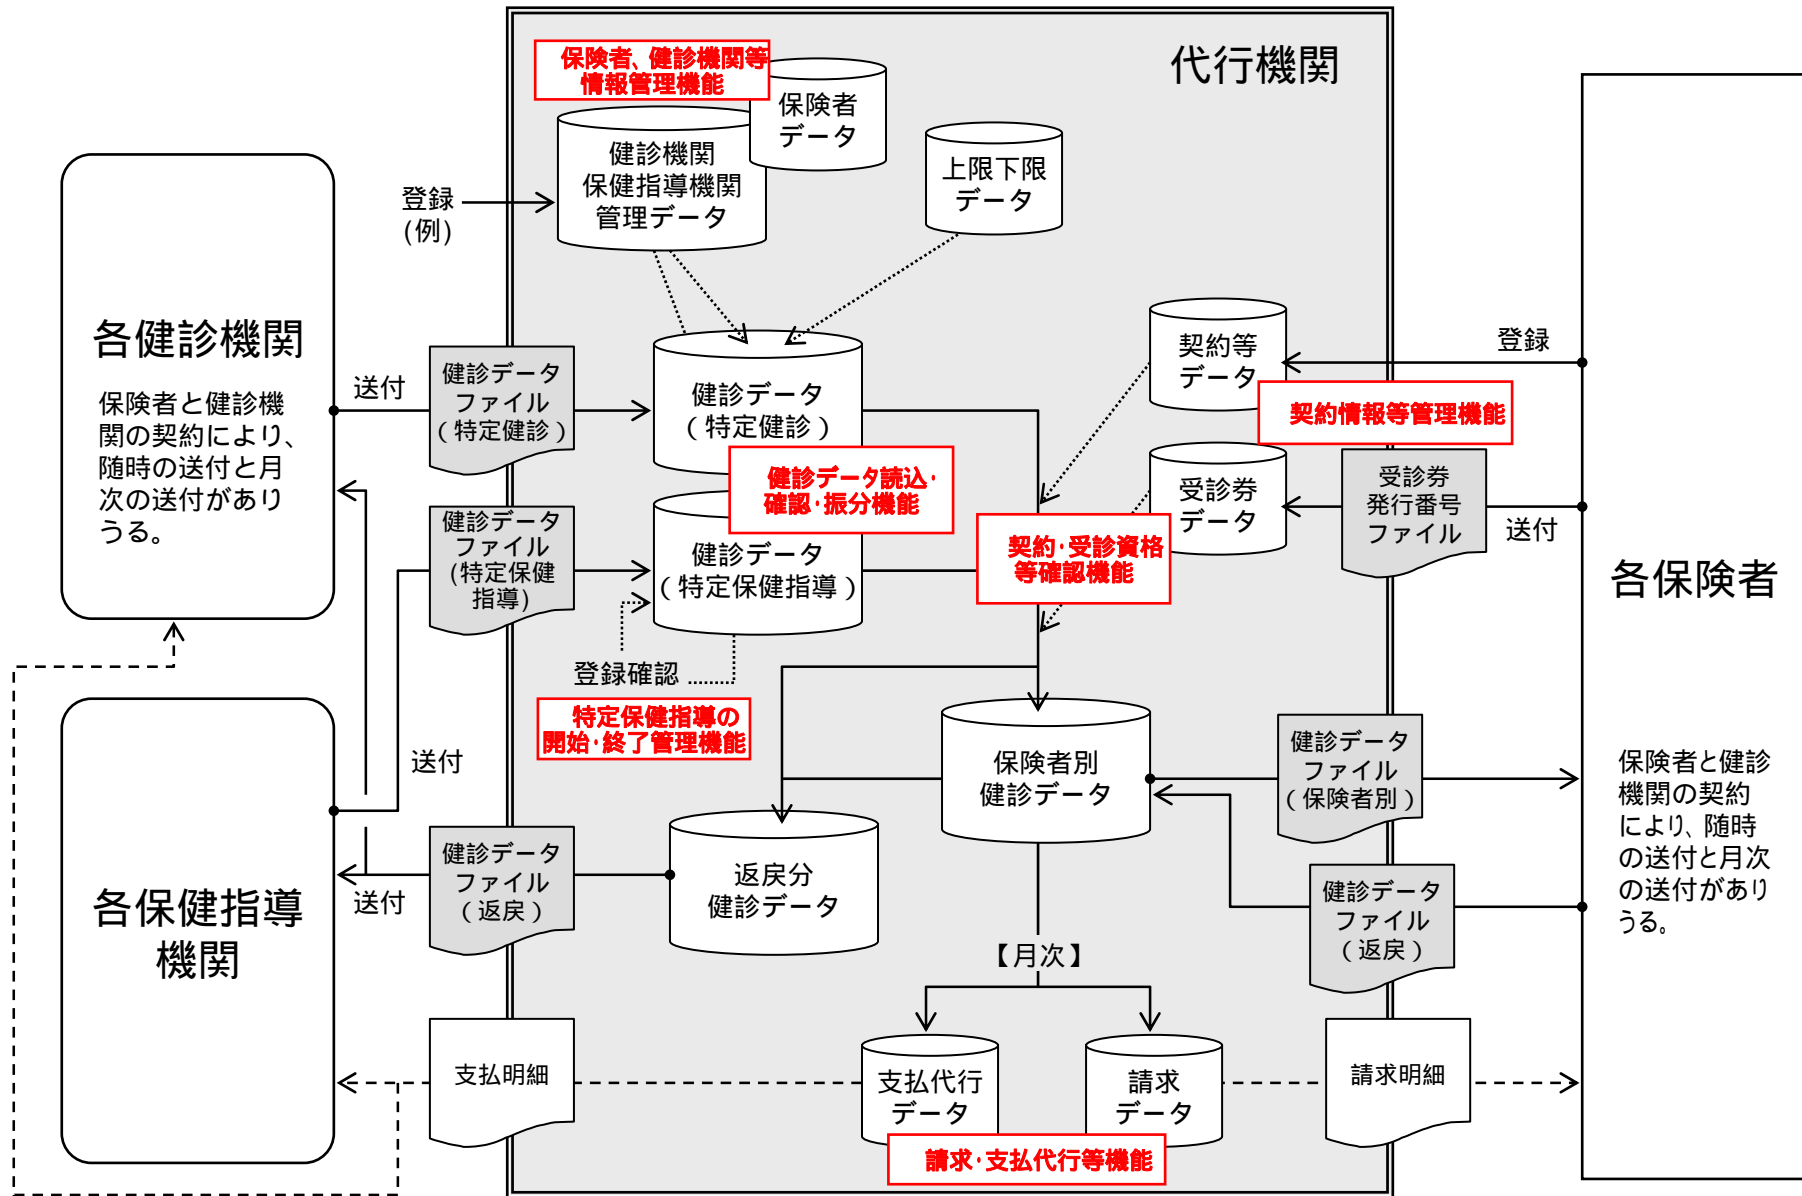 代行機関
保険者、健診機関等
情報管理機能
保険者
データ
健診機関
保健指導機関
管理データ
上限下限
データ
登録
(例)
各健診機関
保険者と健診機
関の契約により、
随時の送付と月
次の送付があり
うる。
送付
健診データ
ファイル
（特定健診）
健診データ
（特定健診）
健診データ読込・
確認・振分機能
契約等
データ
登録
契約情報等管理機能
受診券
データ
受診券
発行番号
ファイル
送付
健診データ
ファイル
(特定保健
指導)
健診データ
（特定保健指導）
契約・受診資格
等確認機能
各保険者
保険者と健診
機関の契約
により、随時
の送付と月次
の送付があり
うる。
登録確認
特定保健指導の
開始・終了管理機能
送付
保険者別
健診データ
健診データ
ファイル
（保険者別）
各保健指導
機関
送付
健診データ
ファイル
（返戻）
返戻分
健診データ
健診データ
ファイル
（返戻）
【月次】
支払明細
支払代行
データ
請求
データ
請求明細
請求・支払代行等機能